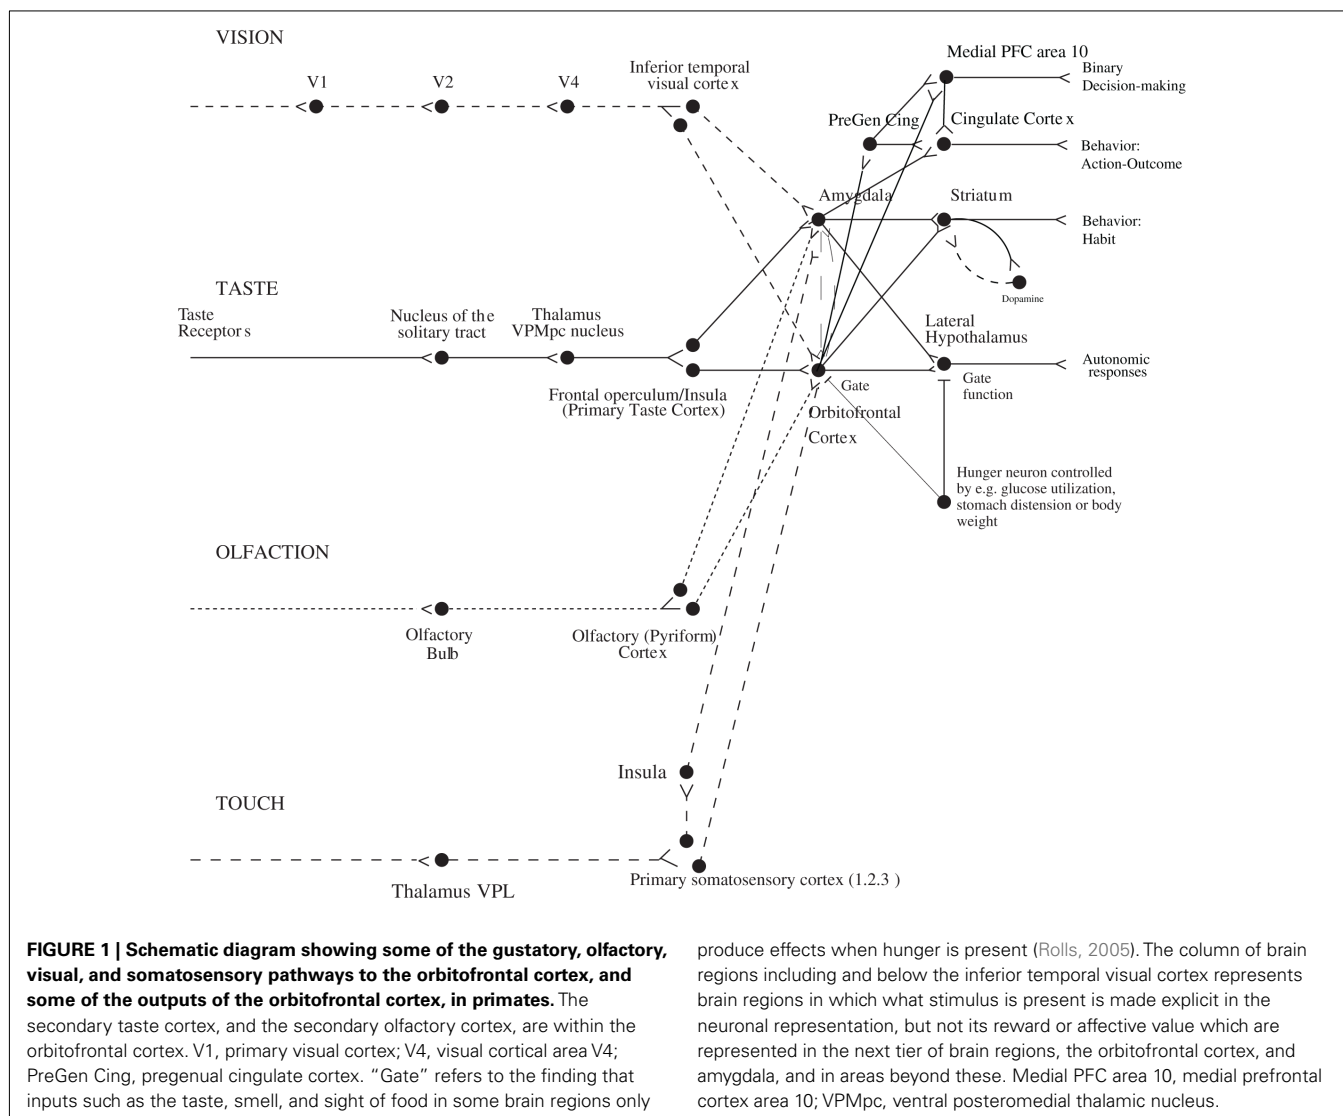 VISION
V1
V2
V4
Inferior temporal
visual cortex
Medial PFC area 10
Binary
Decision-making
PreGen Cing
Cingulate Cortex
Behavior:
Action-Outcome
Amygdala
Striatum
Behavior:
Habit
Dopamine
TASTE
Taste
Receptors
Nucleus of the
solitary tract
Thalamus
VPMpc nucleus
Frontal operculum/Insula
(Primary Taste Cortex)
Lateral
Hypothalamus
Autonomic
responses
Gate
Gate
function
Orbitofrontal
Cortex
Hunger neuron controlled
by e.g. glucose utilization,
stomach distension or body
weight
OLFACTION
Olfactory
Bulb
Olfactory (Pyriform)
Cortex
Insula
TOUCH
Thalamus VPL
Primary somatosensory cortex (1.2.3 )
FIGURE 1 | Schematic diagram showing some of the gustatory, olfactory,
visual, and somatosensory pathways to the orbitofrontal cortex, and
some of the outputs of the orbitofrontal cortex, in primates. The
secondary taste cortex, and the secondary olfactory cortex, are within the
orbitofrontal cortex. V1, primary visual cortex; V4, visual cortical area V4;
PreGen Cing, pregenual cingulate cortex. “Gate” refers to the finding that
inputs such as the taste, smell, and sight of food in some brain regions only
produce effects when hunger is present (Rolls, 2005). The column of brain
regions including and below the inferior temporal visual cortex represents
brain regions in which what stimulus is present is made explicit in the
neuronal representation, but not its reward or affective value which are
represented in the next tier of brain regions, the orbitofrontal cortex, and
amygdala, and in areas beyond these. Medial PFC area 10, medial prefrontal
cortex area 10; VPMpc, ventral posteromedial thalamic nucleus.